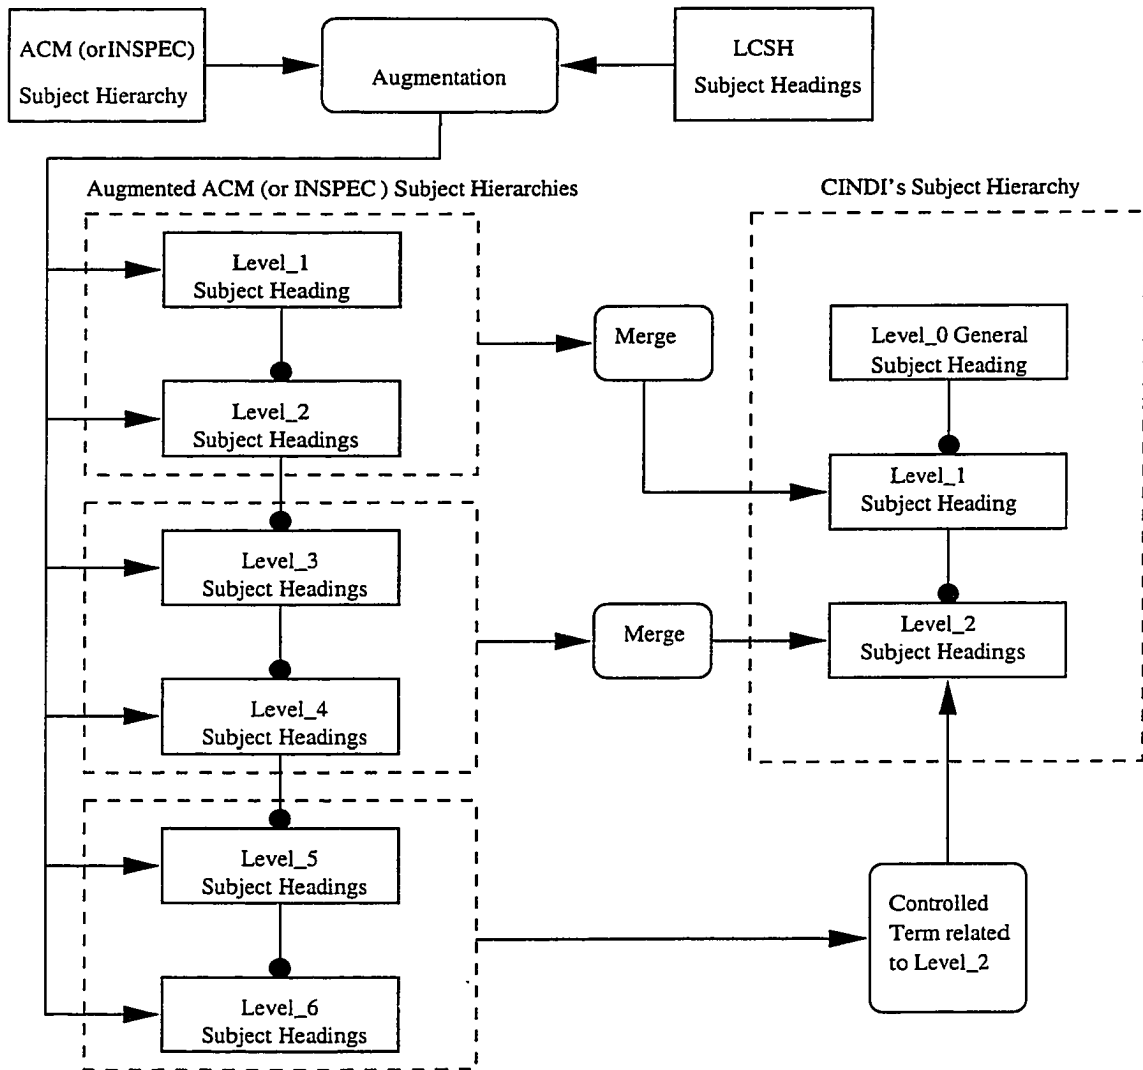 ACM (orINSPEC)
Subject Hierarchy
Augmentation
LCSH
Subject Headings
Augmented ACM (or INSPEC ) Subject Hierarchies
CINDI's Subject Hierarchy
Level_1
Subject Heading
Level_2
Subject Headings
Level_3
Subject Headings
Level_4
Subject Headings
Level_5
Subject Headings
Level_6
Subject Headings
Merge
Merge
Level_0 General
Subject Heading
Level_1
Subject Heading
Level_2
Subject Headings
Controlled
Term related
to Level_2